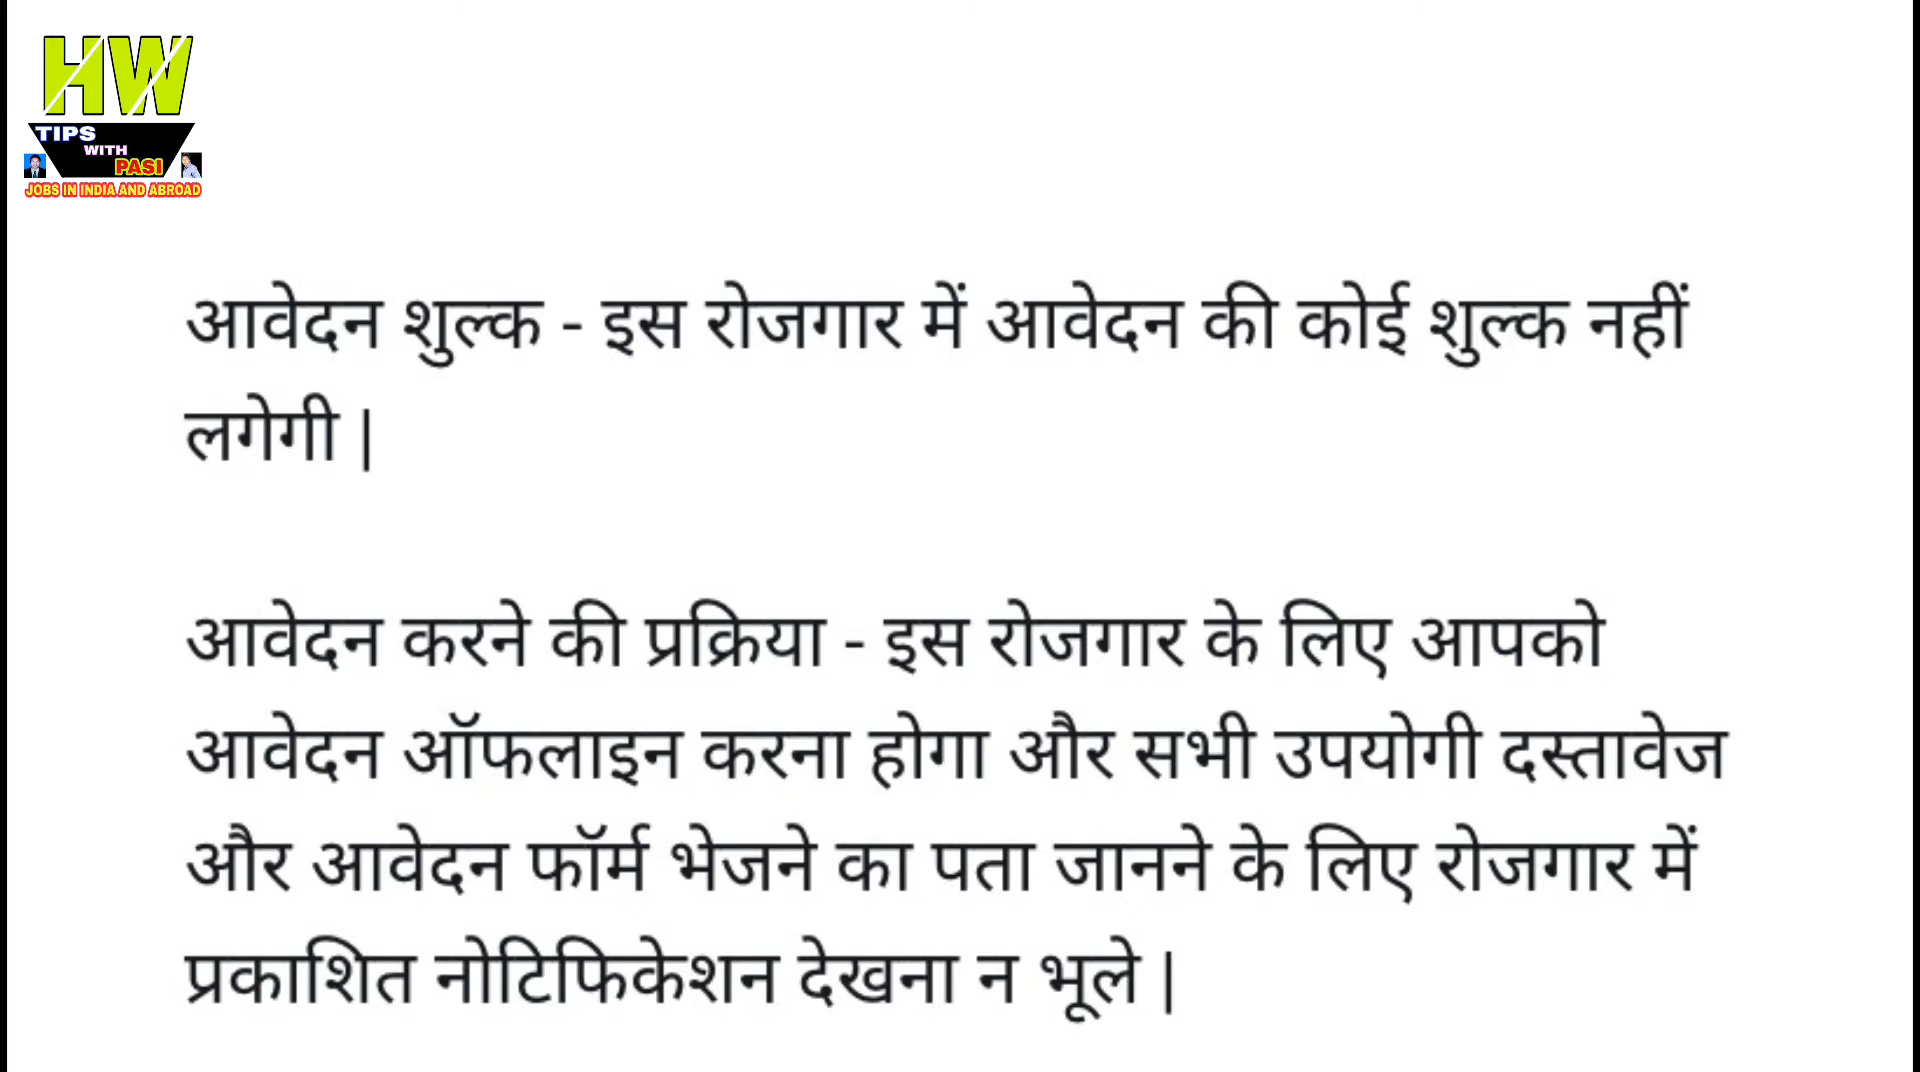 HW
TIPS
WITH
PASI
JOBS IN INDIA AND ABROAD
आवेदन शुल्क - इस रोजगार में आवेदन की कोई शुल्क नहीं
लगेगी |
आवेदन करने की प्रक्रिया - इस रोजगार के लिए आपको
आवेदन ऑफलाइन करना होगा और सभी उपयोगी दस्तावेज
और आवेदन फॉर्म भेजने का पता जानने के लिए रोजगार में
प्रकाशित नोटिफिकेशन देखना न भूले |